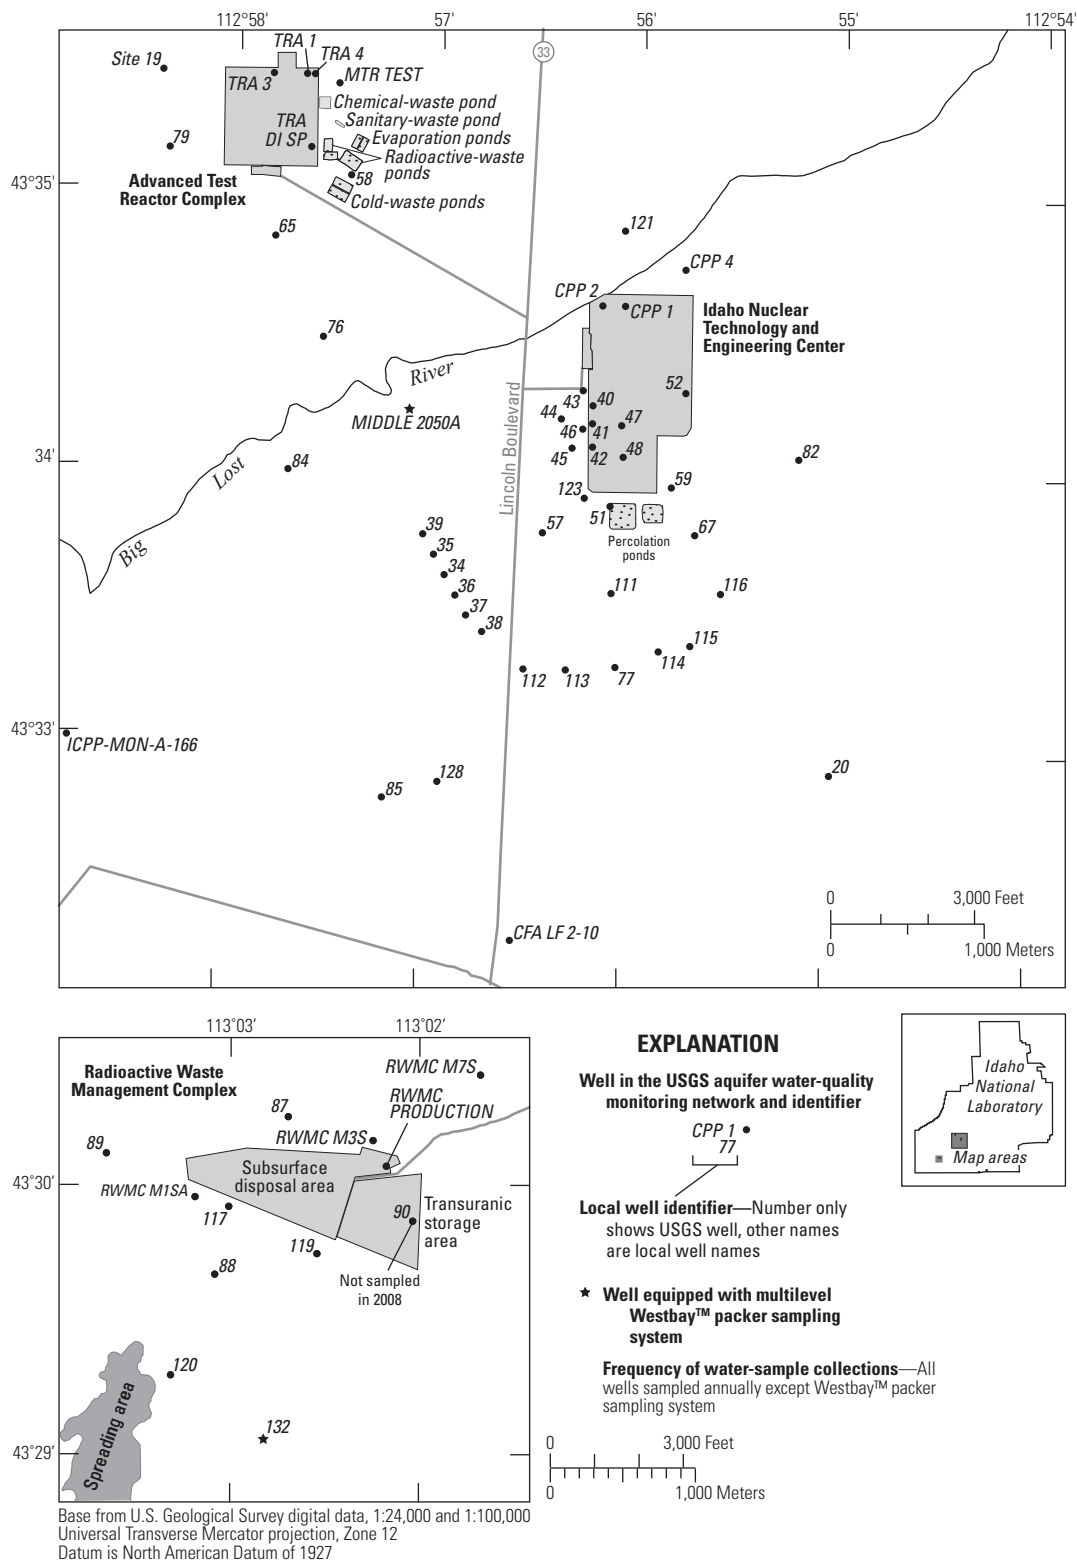 112°58'
57'
56'
55'
112°54'
33
Site 19
TRA 1
TRA 4
TRA 3
MTR TEST
Chemical-waste pond
Sanitary-waste pond
TRA
DI SP
Evaporation ponds
Radioactive-waste
ponds
79
58
Cold-waste ponds
43°35'
Advanced Test
Reactor Complex
65
121
CPP 4
CPP 2
CPP 1
Idaho Nuclear
Technology and
Engineering Center
76
River
MIDDLE 2050A
Lincoln Boulevard
52
43
40
44
47
46
41
45
42
48
82
34'
84
Lost
Big
59
123
51
57
67
Percolation
ponds
39
35
34
36
37
38
111
116
115
114
112
113
77
43°33'
ICPP-MON-A-166
128
85
20
0
3,000 Feet
0
1,000 Meters
CFA LF 2-10
113°03'
113°02'
Radioactive Waste
Management Complex
RWMC M7S
RWMC
PRODUCTION
87
RWMC M3S
89
43°30'
Subsurface
disposal area
RWMC M1SA
117
90
Transuranic
storage
area
119
88
Not sampled
in 2008
120
Spreading area
132
43°29'
EXPLANATION
Well in the USGS aquifer water-quality
monitoring network and identifier
CPP 1
77
Local well identifier—Number only
shows USGS well, other names
are local well names
Well equipped with multilevel
Westbay™ packer sampling
system
Frequency of water-sample collections—All
wells sampled annually except Westbay™ packer
sampling system
0
3,000 Feet
0
1,000 Meters
Idaho
National
Laboratory
Map areas
Base from U.S. Geological Survey digital data, 1:24,000 and 1:100,000
Universal Transverse Mercator projection, Zone 12
Datum is North American Datum of 1927